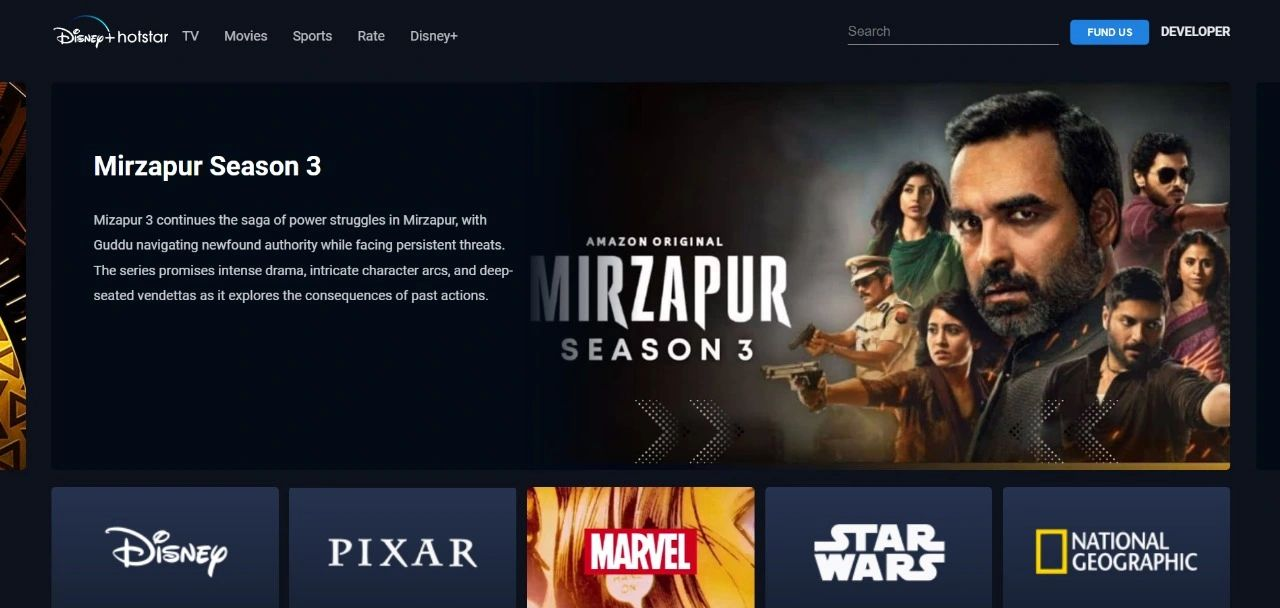 Disney+ hotstar TV Movies Sports Rate Disney+ Search FUND US DEVELOPER
Mirzapur Season 3
Mizapur 3 continues the saga of power struggles in Mirzapur, with
Guddu navigating newfound authority while facing persistent threats.
The series promises intense drama, intricate character arcs, and deep-
seated vendettas as it explores the consequences of past actions.
AMAZON ORIGINAL
MIRZAPUR
SEASON 3
Disney
PIXAR
MARVEL
STAR
WARS
NATIONAL
GEOGRAPHIC